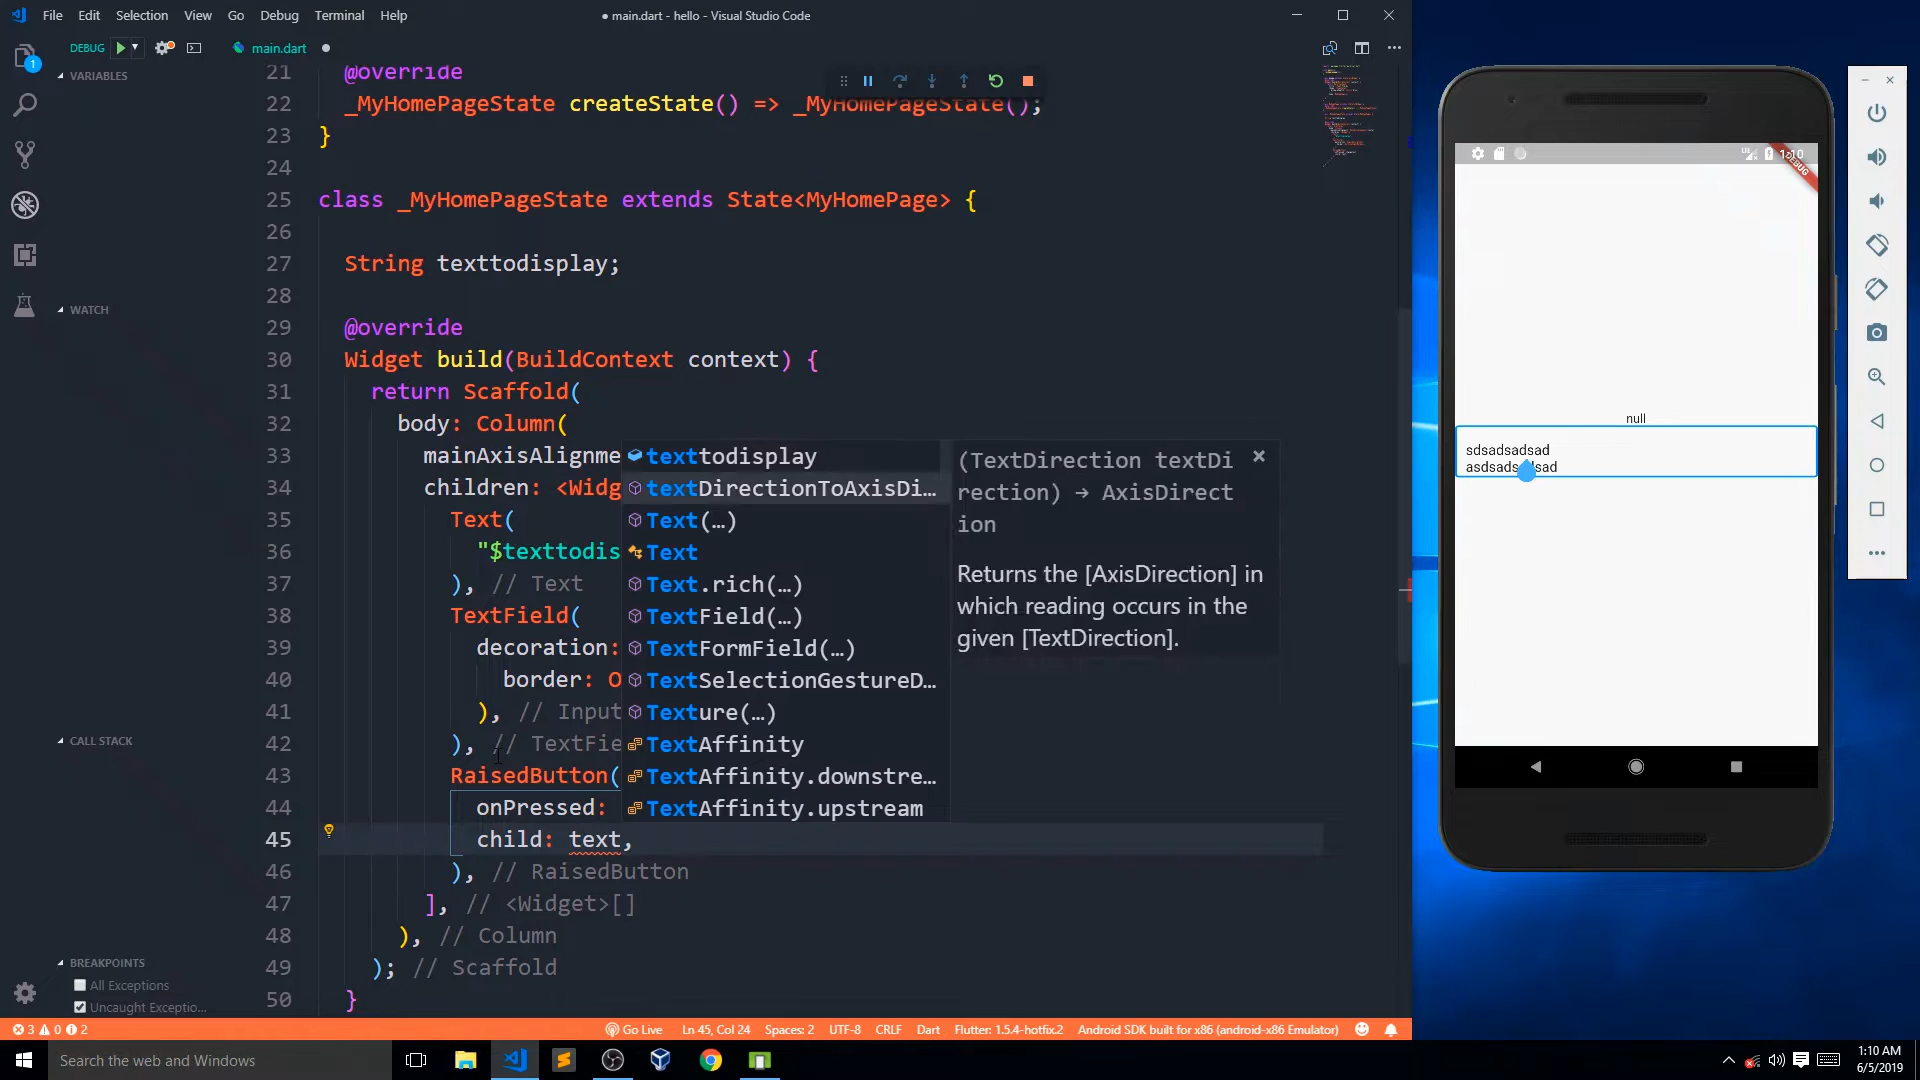 File Edit Selection View Go Debug Terminal Help
● main.dart - hello - Visual Studio Code
DEBUG
main.dart
1
VARIABLES
WATCH
CALL STACK
BREAKPOINTS
All Exceptions
Uncaught Exceptio...
21 @override
22 _MyHomePageState createState() => _MyHomePageState();
23 }
24
25 class _MyHomePageState extends State<MyHomePage> {
26
27 String texttodisplay;
28
29 @override
30 Widget build(BuildContext context) {
31 return Scaffold(
32 body: Column(
33 mainAxisAlignme
34 children: <Widg
35 Text(
36 "$texttodis
37 ), // Text
38 TextField(
39 decoration:
40 border: O
41 ), // Input
42 ), // TextFie
43 RaisedButton(
44 onPressed:
45 child: text,
46 ), // RaisedButton
47 ], // <Widget>[]
48 ), // Column
49 ); // Scaffold
50 }
texttodisplay
textDirectionToAxisDi...
Text(…)
Text
Text.rich(…)
TextField(…)
TextFormField(…)
TextSelectionGestureD...
Texture(…)
TextAffinity
TextAffinity.downstre...
TextAffinity.upstream
(TextDirection textDi
rection) → AxisDirect
ion
Returns the [AxisDirection] in
which reading occurs in the
given [TextDirection].
1:10
DEBUG
null
sdsadsadsad
3 0 2
Go Live Ln 45, Col 24 Spaces: 2 UTF-8 CRLF Dart Flutter: 1.5.4-hotfix.2 Android SDK built for x86 (android-x86 Emulator)
Search the web and Windows
1:10 AM
6/5/2019